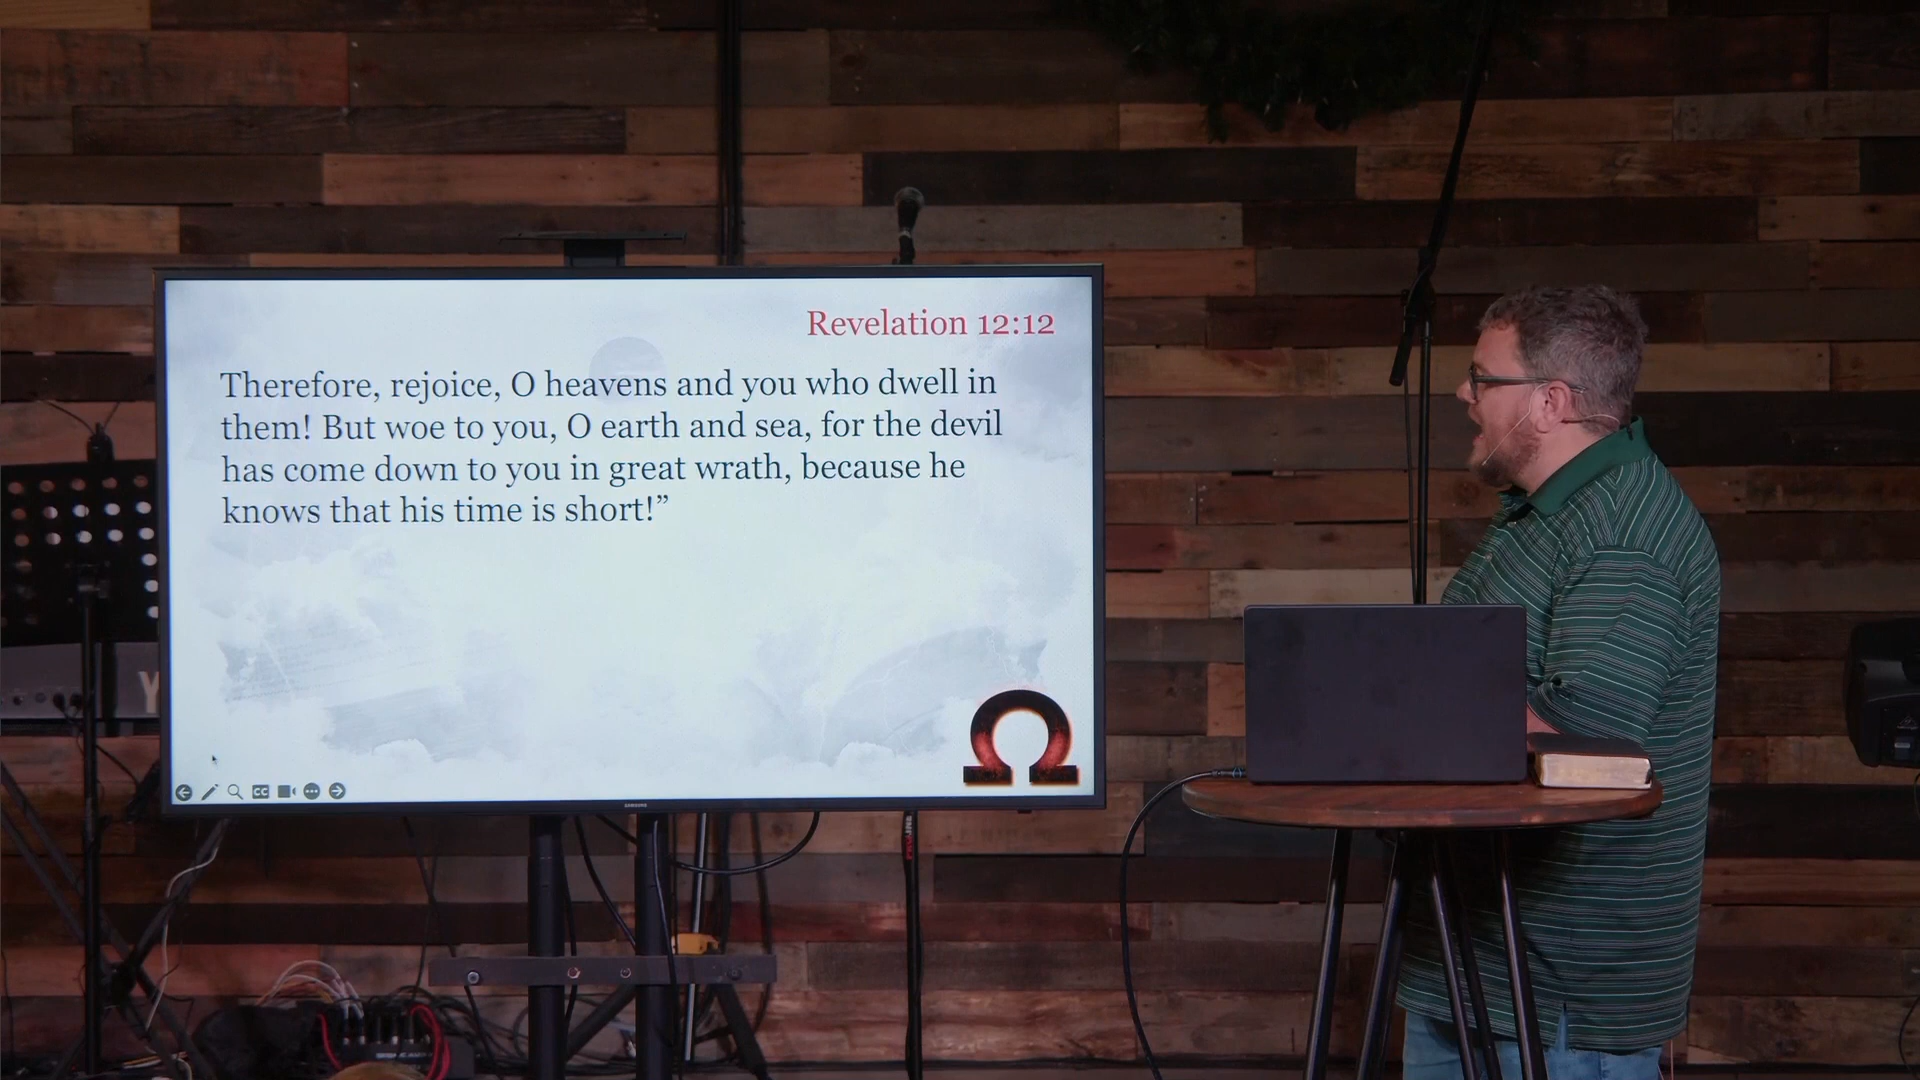 Revelation 12:12
Therefore, rejoice, O heavens and you who dwell in
them! But woe to you, O earth and sea, for the devil
has come down to you in great wrath, because he
knows that his time is short!”
Ω
CC
SAMSUNG
Y